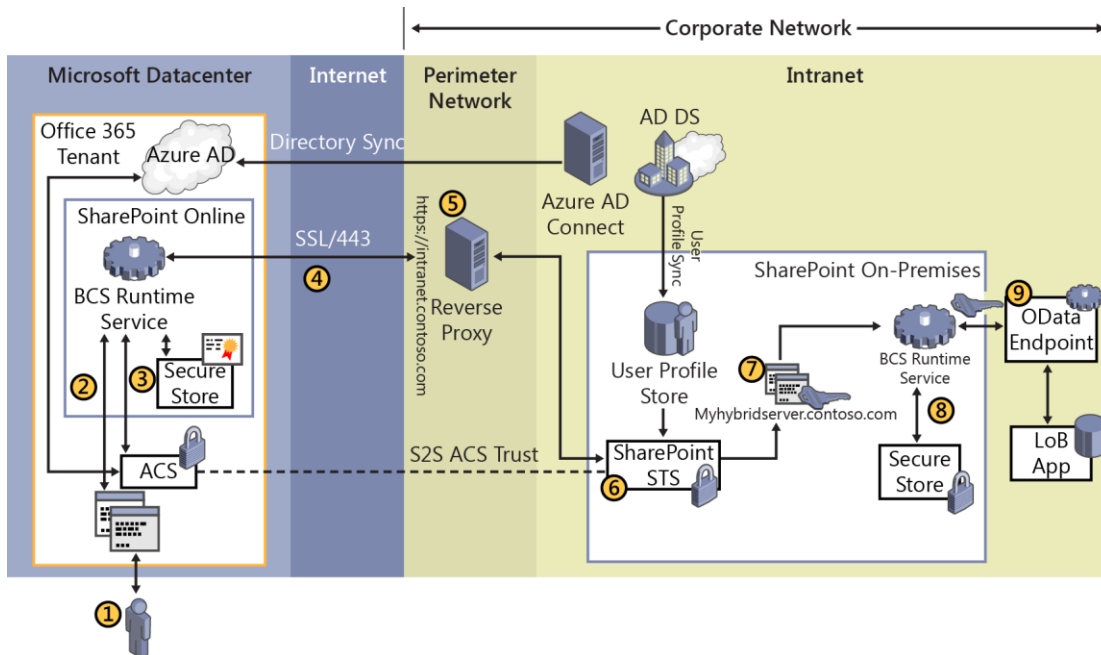 Corporate Network
Microsoft Datacenter
Internet
Perimeter
Network
Intranet
Office 365
Tenant
Azure AD
Directory Sync
AD DS
Azure AD
Connect
User
Profile Sync
SharePoint Online
SSL/443
4
https://intranet.contoso.com
5
Reverse
Proxy
BCS Runtime
Service
2
3
Secure
Store
SharePoint On-Premises
User Profile
Store
7
Myhybridserver.contoso.com
BCS Runtime
Service
8
9
OData
Endpoint
LoB
App
Secure
Store
ACS
S2S ACS Trust
SharePoint
STS
6
1